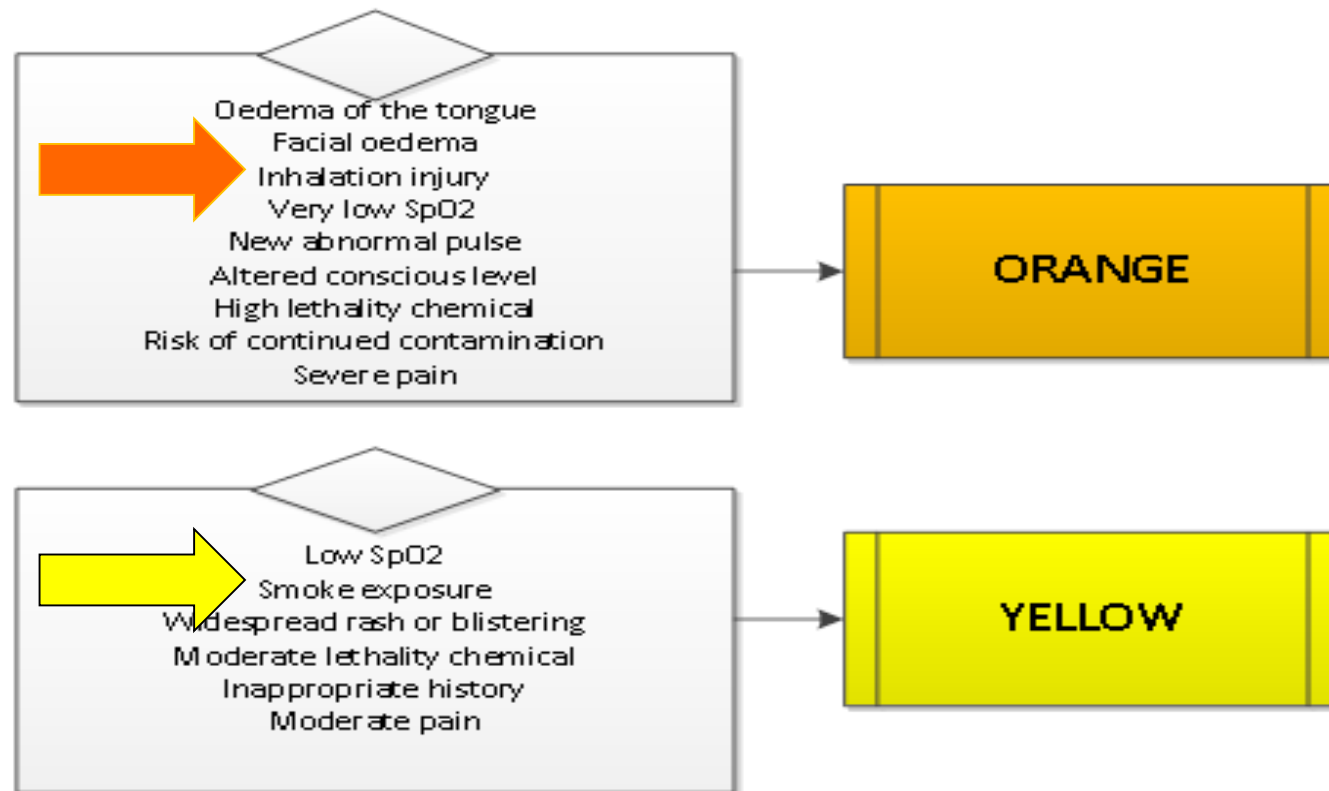 Oedema of the tongue
Facial oedema
Inhalation injury
Very low SpO2
New abnormal pulse
Altered conscious level
High lethality chemical
Risk of continued contamination
Severe pain
ORANGE
Low SpO2
Smoke exposure
Widespread rash or blistering
Moderate lethality chemical
Inappropriate history
Moderate pain
YELLOW